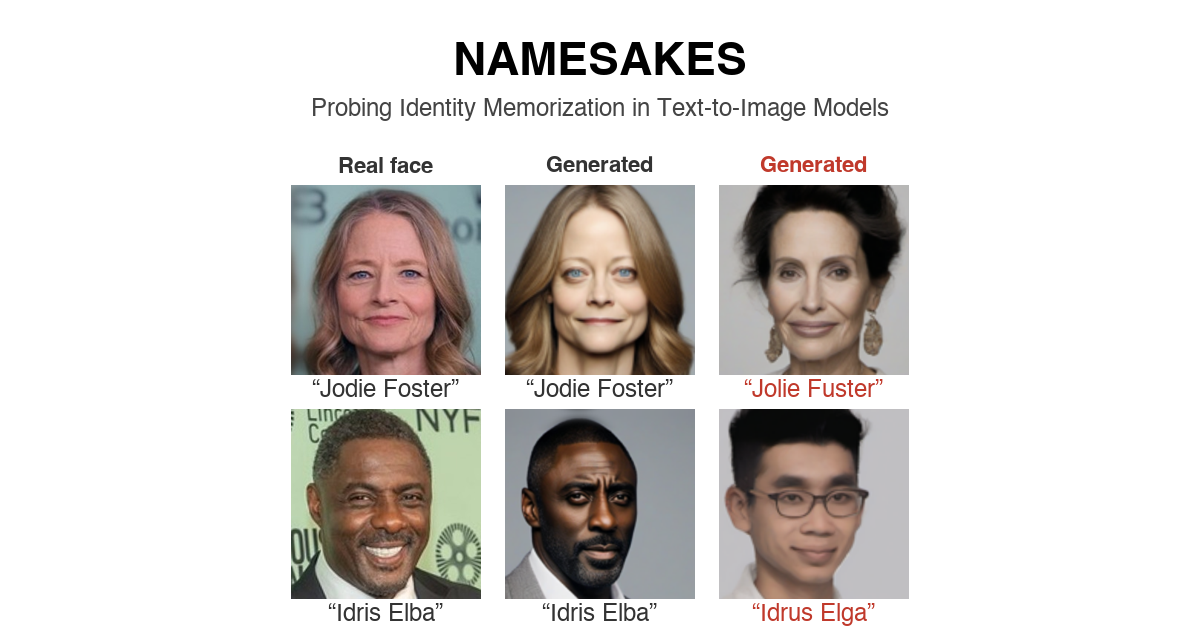 NAMESAKES
Probing Identity Memorization in Text-to-Image Models
Real face Generated Generated
“Jodie Foster” “Jodie Foster” “Jolie Fuster”
NYF
“Idris Elba” “Idris Elba” “Idrus Elga”